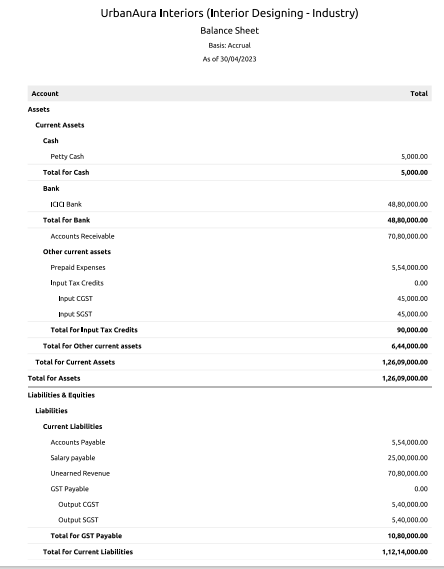 UrbanAura Interiors (Interior Designing - Industry)
Balance Sheet
Basis: Accrual
As of 30/04/2023
Account Total
Assets
Current Assets
Cash
Petty Cash 5,000.00
Total for Cash 5,000.00
Bank
ICICI Bank 48,80,000.00
Total for Bank 48,80,000.00
Accounts Receivable 70,80,000.00
Other current assets
Prepaid Expenses 5,54,000.00
Input Tax Credits 0.00
Input CGST 45,000.00
Input SGST 45,000.00
Total for Input Tax Credits 90,000.00
Total for Other current assets 6,44,000.00
Total for Current Assets 1,26,09,000.00
Total for Assets 1,26,09,000.00
Liabilities & Equities
Liabilities
Current Liabilities
Accounts Payable 5,54,000.00
Salary payable 25,00,000.00
Unearned Revenue 70,80,000.00
GST Payable 0.00
Output CGST 5,40,000.00
Output SGST 5,40,000.00
Total for GST Payable 10,80,000.00
Total for Current Liabilities 1,12,14,000.00